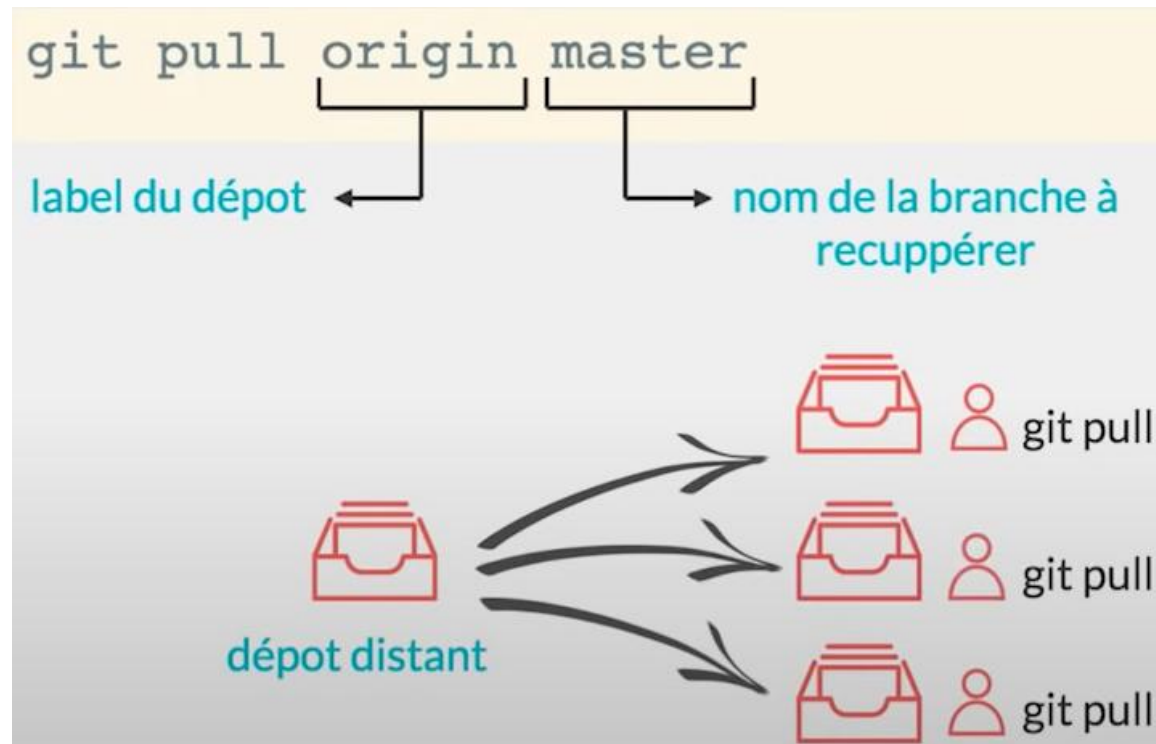 git pull origin master
label du dépot
nom de la branche à
recuppérer
git pull
git pull
dépot distant
git pull